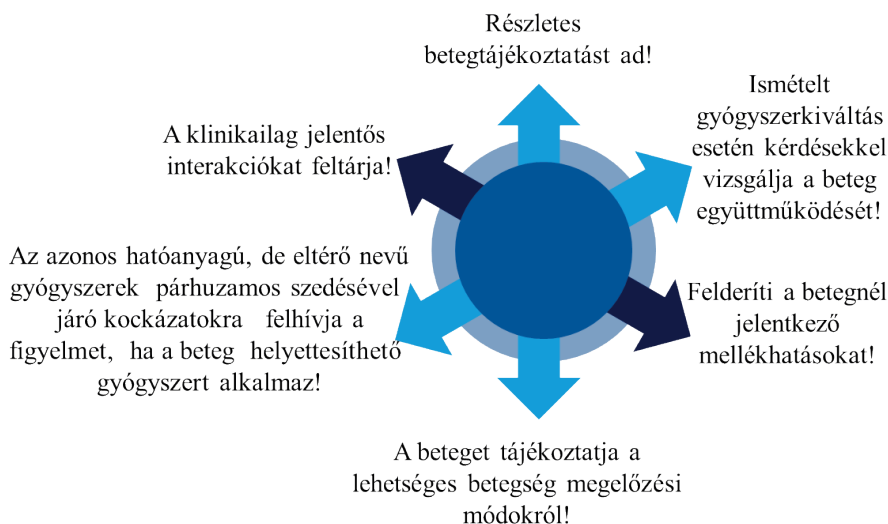 Részletes
betegtájékoztatást ad!
Ismételt
gyógyszerkiváltás
esetén kérdésekkel
vizsgálja a beteg
együttműködését!
Felderíti a betegnél
jelentkező
mellékhatásokat!
A beteget tájékoztatja a
lehetséges betegség megelőzési
módokról!
Az azonos hatóanyagú, de eltérő nevű
gyógyszerek párhuzamos szedésével
járó kockázatokra felhívja a
figyelmet, ha a beteg helyettesíthető
gyógyszert alkalmaz!
A klinikailag jelentős
interakciókat feltárja!